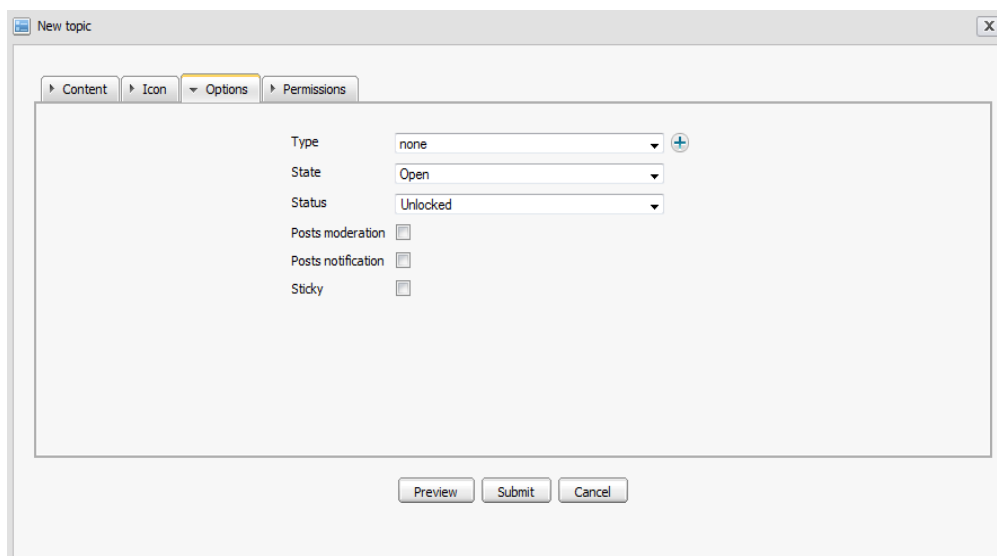 New topic
X
Content Icon Options Permissions
Type none
State Open
Status Unlocked
Posts moderation
Posts notification
Sticky
Preview Submit Cancel